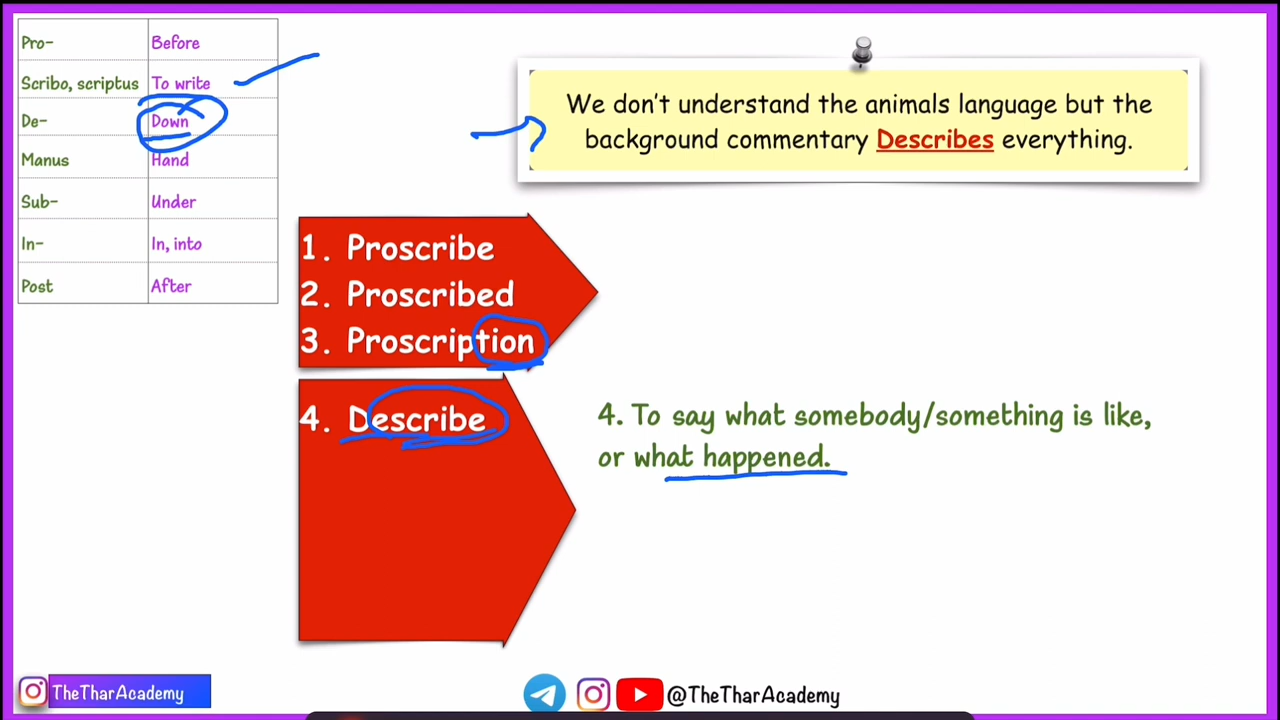 Pro- Before
Scribo, scriptus To write
De- Down
Manus Hand
Sub- Under
In- In, into
Post After
We don't understand the animals language but the
background commentary Describes everything.
1. Proscribe
2. Proscribed
3. Proscription
4. Describe
4. To say what somebody/something is like,
or what happened.
TheTharAcademy
@TheTharAcademy